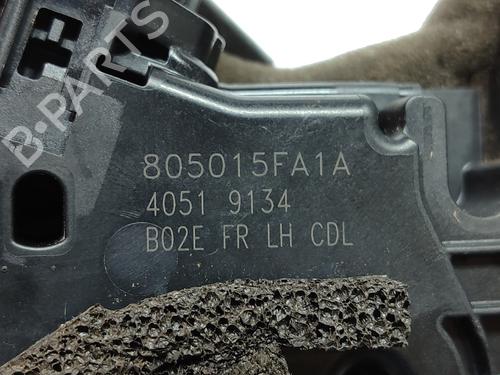 B-PARTS
805015FA1A
4051 9134
B02E FR LH CDL